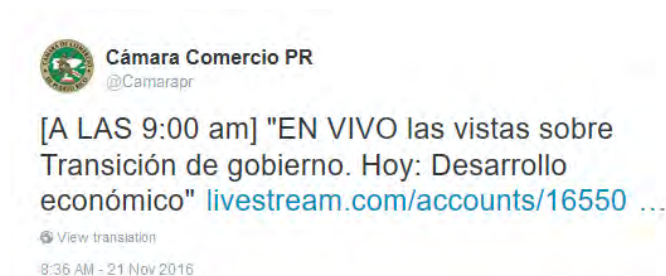 Cámara Comercio PR
@Camarapr
[A LAS 9:00 am] "EN VIVO las vistas sobre
Transición de gobierno. Hoy: Desarrollo
económico" livestream.com/accounts/16550 ...
View translation
8:36 AM - 21 Nov 2016